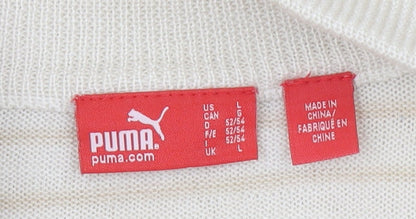 PUMA
puma.com
US L
CAN G
D 52/54
F/E 52/54
I 52/54
UK L
MADE IN
CHINA/
FABRIQUÉ EN
CHINE